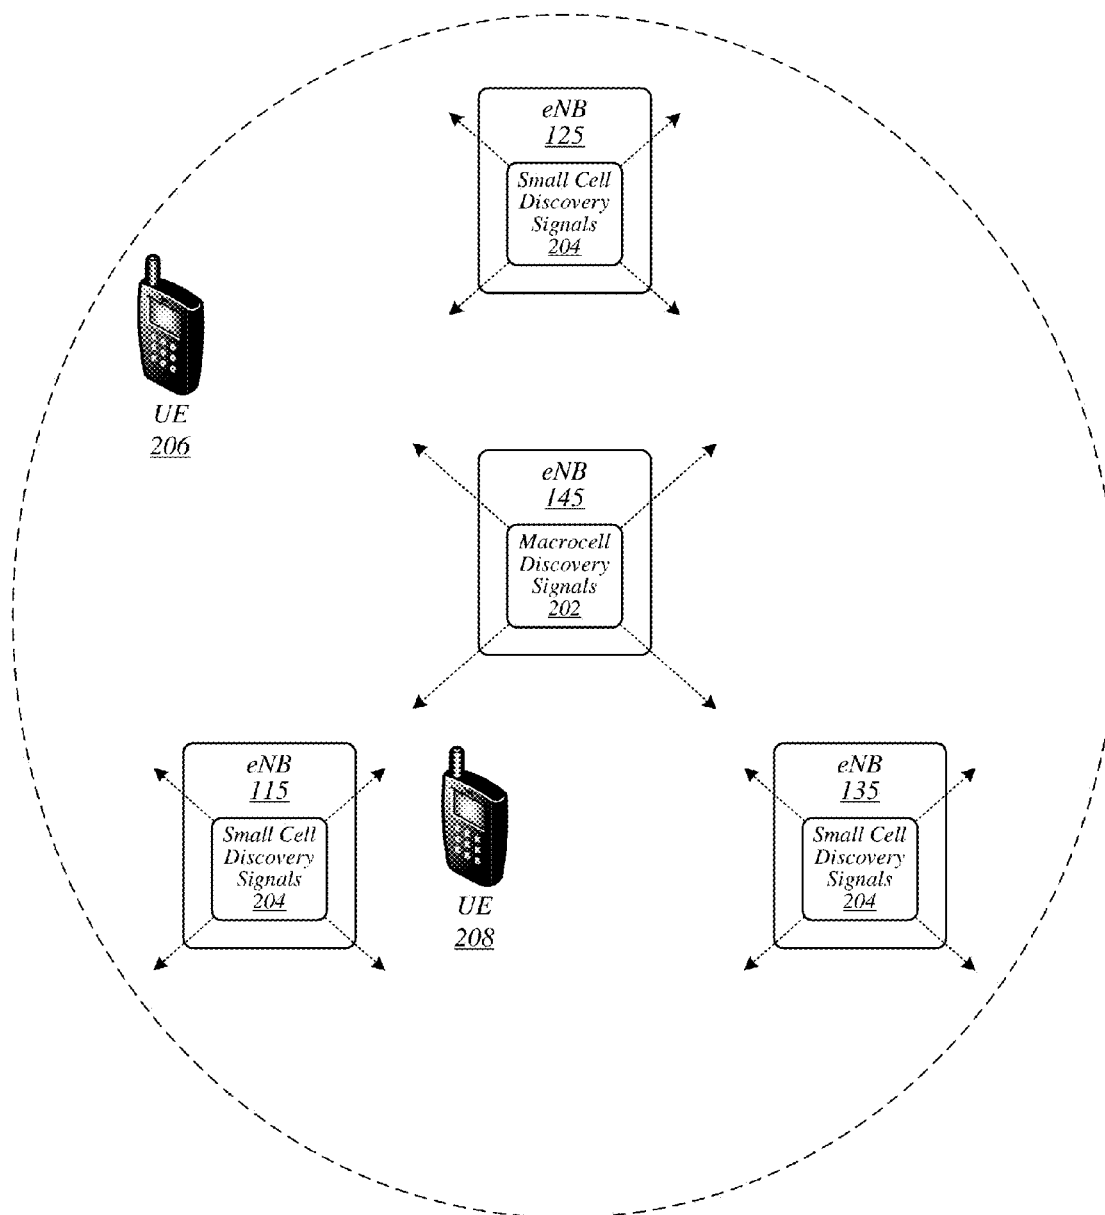 eNB
125
Small Cell
Discovery
Signals
204
UE
206
eNB
145
Macrocell
Discovery
Signals
202
eNB
115
Small Cell
Discovery
Signals
204
UE
208
eNB
135
Small Cell
Discovery
Signals
204